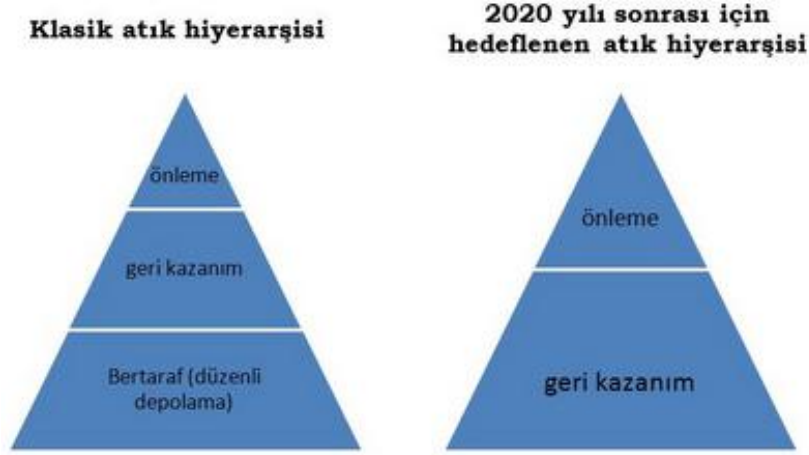 Klasik atık hiyerarşisi
önleme
geri kazanım
Bertaraf (düzenli
depolama)
2020 yılı sonrası için
hedeflenen atık hiyerarşisi
önleme
geri kazanım